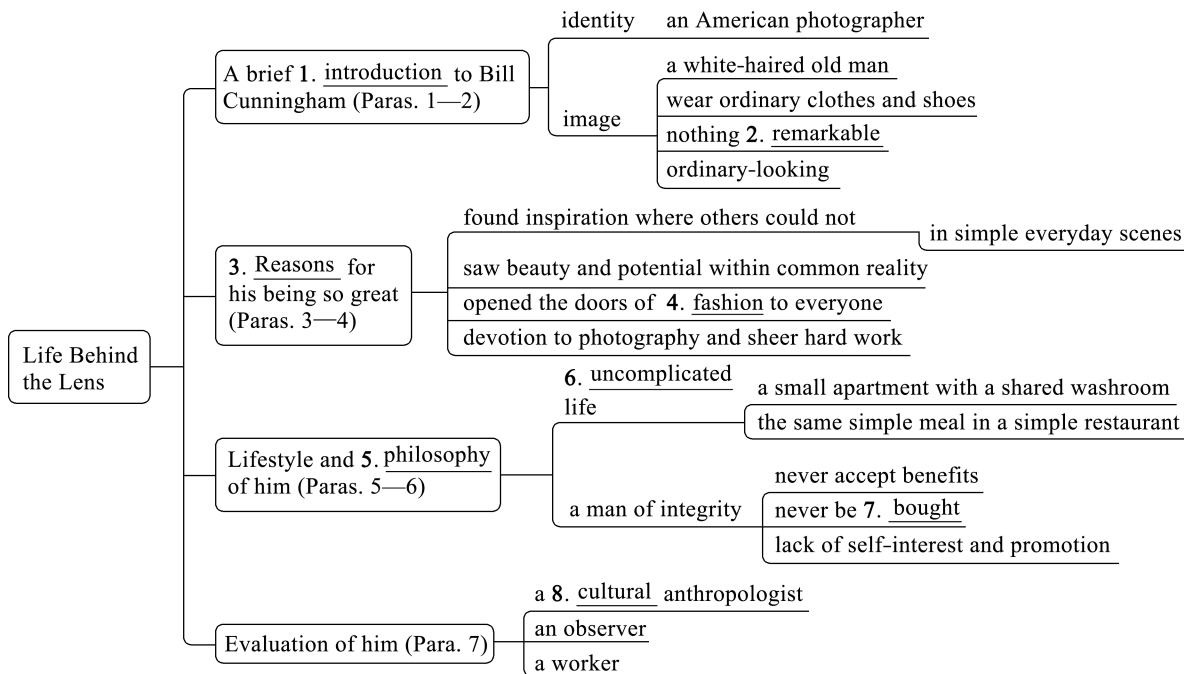 Life Behind
the Lens
A brief 1. introduction to Bill
Cunningham (Paras. 1—2)
identity
an American photographer
image
a white-haired old man
wear ordinary clothes and shoes
nothing 2. remarkable
ordinary-looking
3. Reasons for
his being so great
(Paras. 3—4)
found inspiration where others could not
in simple everyday scenes
saw beauty and potential within common reality
opened the doors of 4. fashion to everyone
devotion to photography and sheer hard work
Lifestyle and 5. philosophy
of him (Paras. 5—6)
6. uncomplicated
life
a small apartment with a shared washroom
the same simple meal in a simple restaurant
a man of integrity
never accept benefits
never be 7. bought
lack of self-interest and promotion
Evaluation of him (Para. 7)
a 8. cultural anthropologist
an observer
a worker